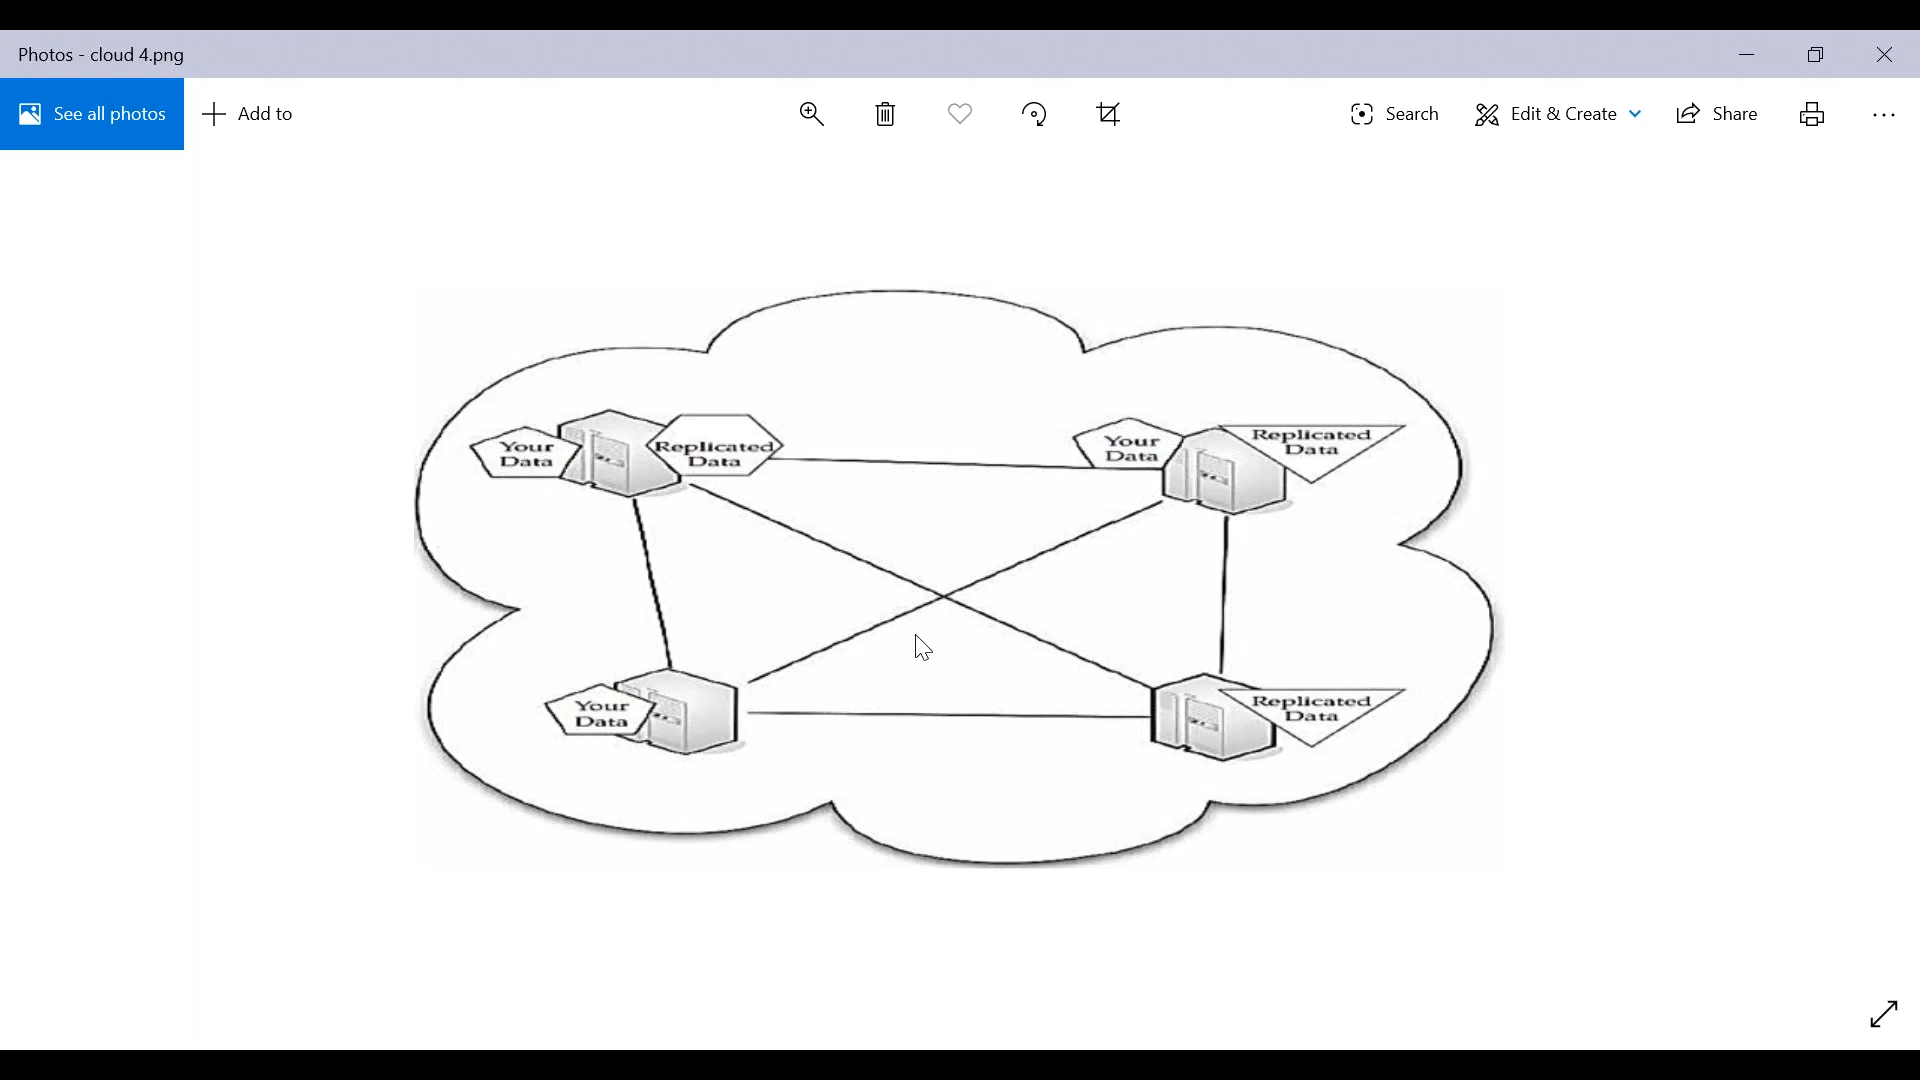 Photos - cloud 4.png
See all photos
Add to
Search
Edit & Create
Share
Your
Data
Replicated
Data
Your
Data
Replicated
Data
Your
Data
Replicated
Data